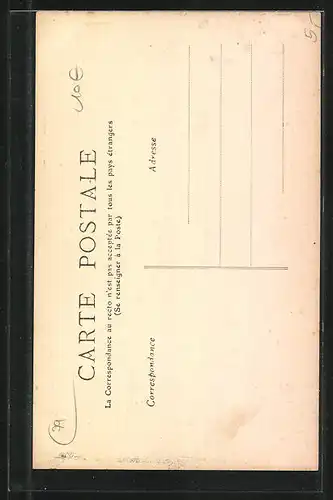 CARTE POSTALE
La Correspondance au recto n'est pas acceptée par tous les pays étrangers
(Se renseigner à la Poste)
Correspondance
Adresse
10€
79